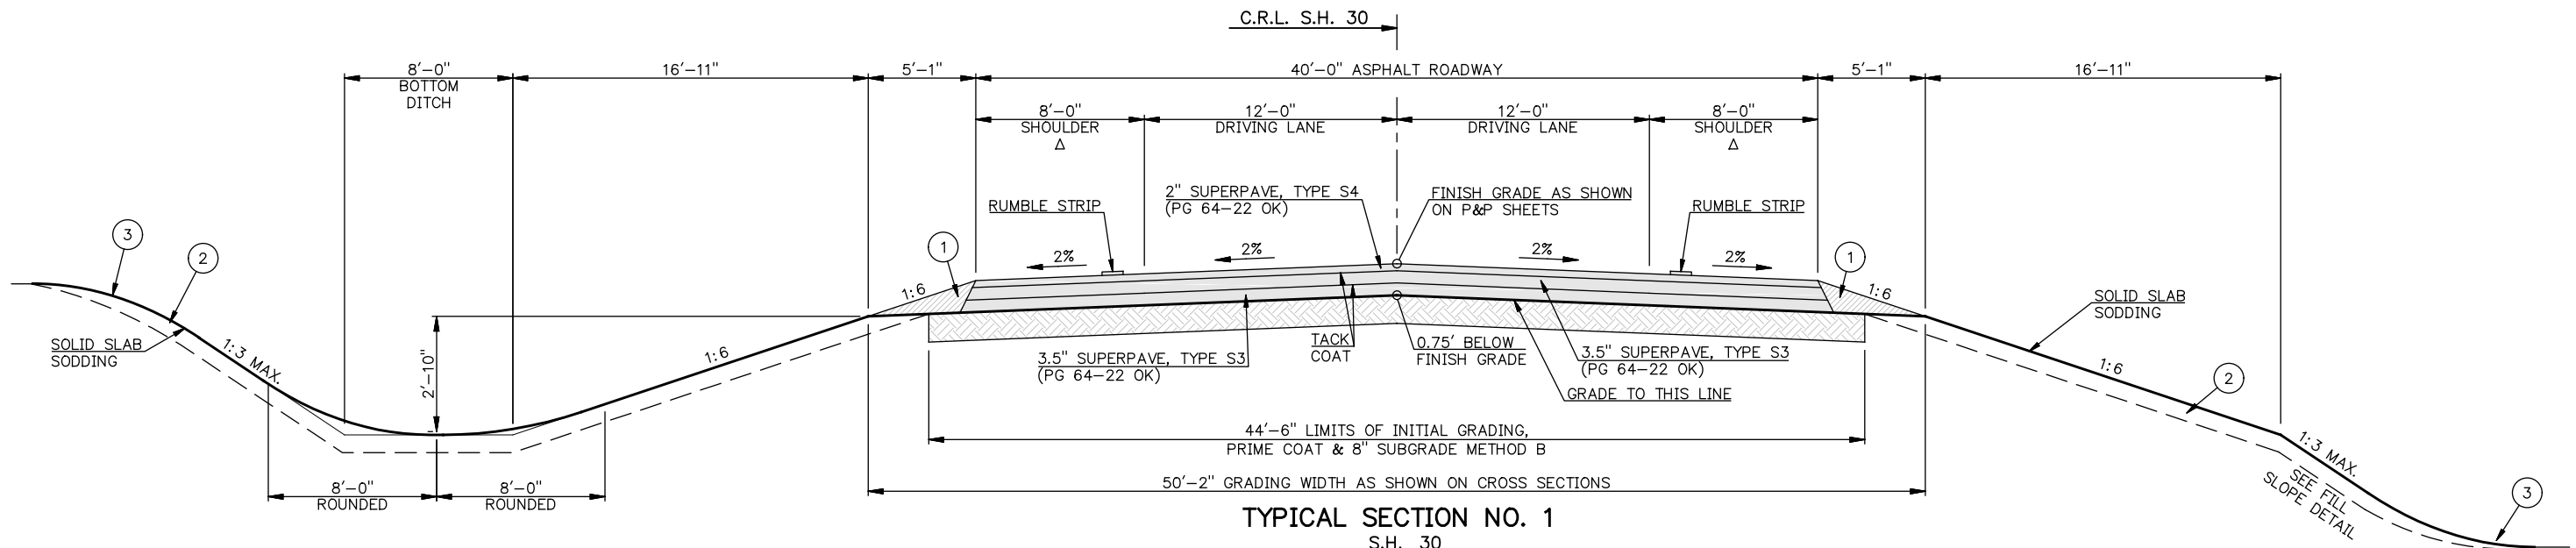 C.R.L. S.H. 30
8'-0"
BOTTOM
DITCH
16'-11"
5'-1"
40'-0" ASPHALT ROADWAY
5'-1"
16'-11"
8'-0"
SHOULDER
Δ
12'-0"
DRIVING LANE
12'-0"
DRIVING LANE
8'-0"
SHOULDER
Δ
RUMBLE STRIP
2" SUPERPAVE, TYPE S4
(PG 64-22 OK)
FINISH GRADE AS SHOWN
ON P&P SHEETS
RUMBLE STRIP
3
2
1
2%
2%
2%
2%
1
SOLID SLAB
SODDING
1:3 MAX.
2'-10"
1:6
1:6
3.5" SUPERPAVE, TYPE S3
(PG 64-22 OK)
TACK
COAT
0.75' BELOW
FINISH GRADE
3.5" SUPERPAVE, TYPE S3
(PG 64-22 OK)
GRADE TO THIS LINE
1:6
SOLID SLAB
SODDING
1:6
2
1:3 MAX.
SEE FILL
SLOPE DETAIL
3
44'-6" LIMITS OF INITIAL GRADING,
PRIME COAT & 8" SUBGRADE METHOD B
8'-0"
ROUNDED
8'-0"
ROUNDED
50'-2" GRADING WIDTH AS SHOWN ON CROSS SECTIONS
TYPICAL SECTION NO. 1
S.H. 30